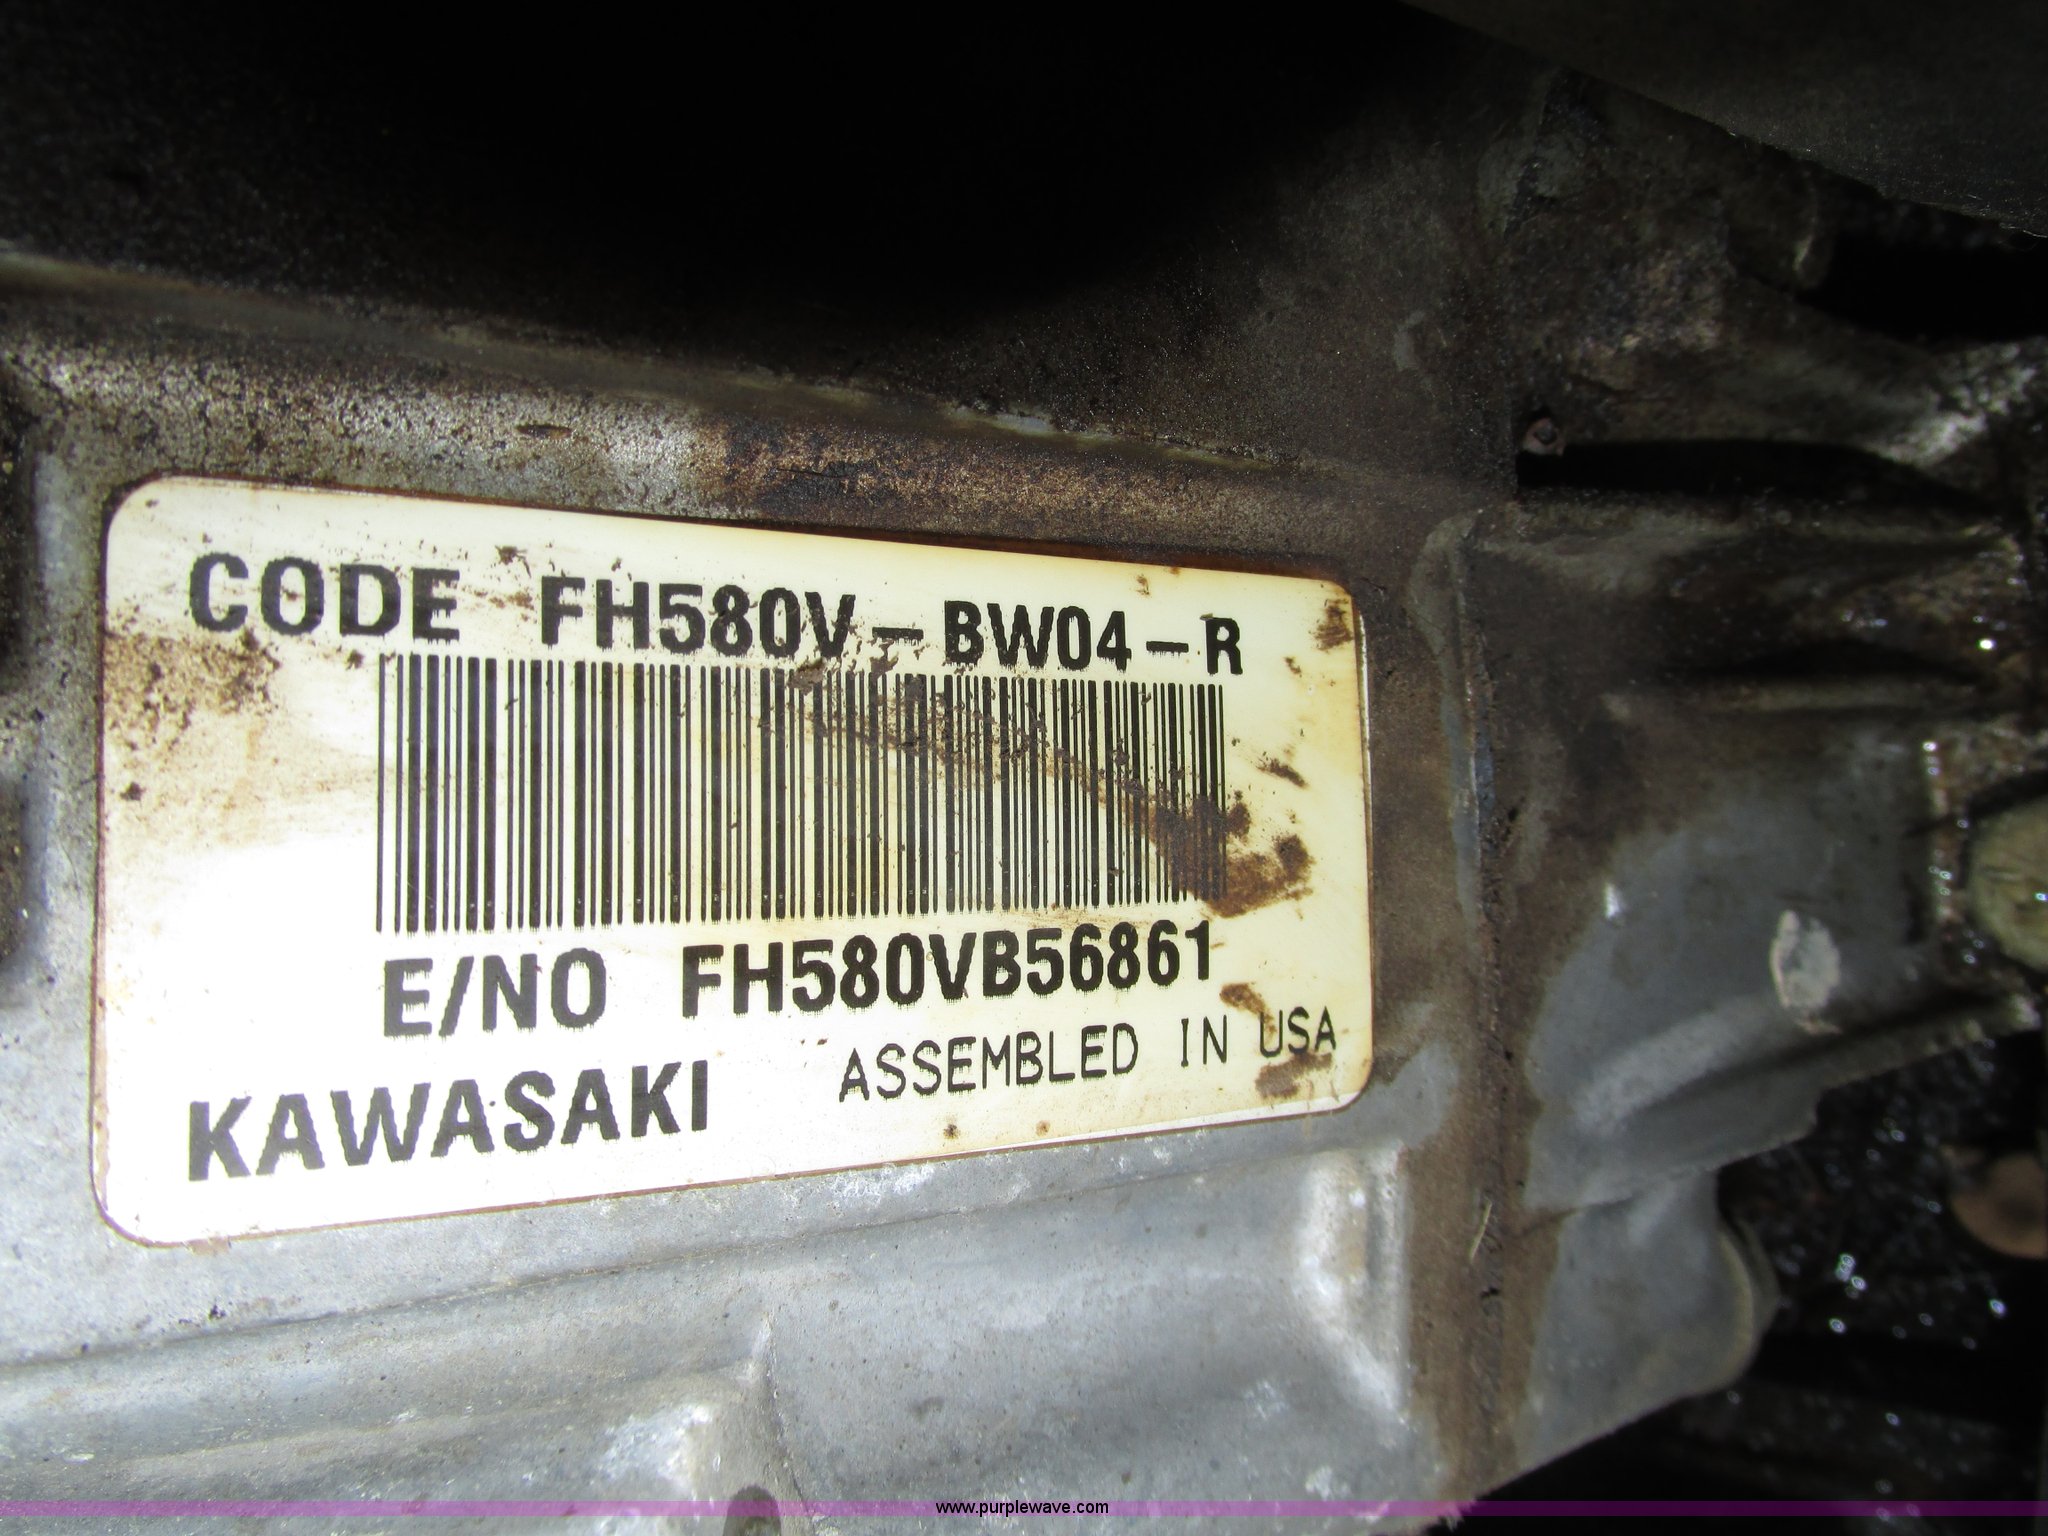 CODE FH580V-BW04-R
E/NO FH580VB56861
KAWASAKI ASSEMBLED IN USA
www.purplewave.com